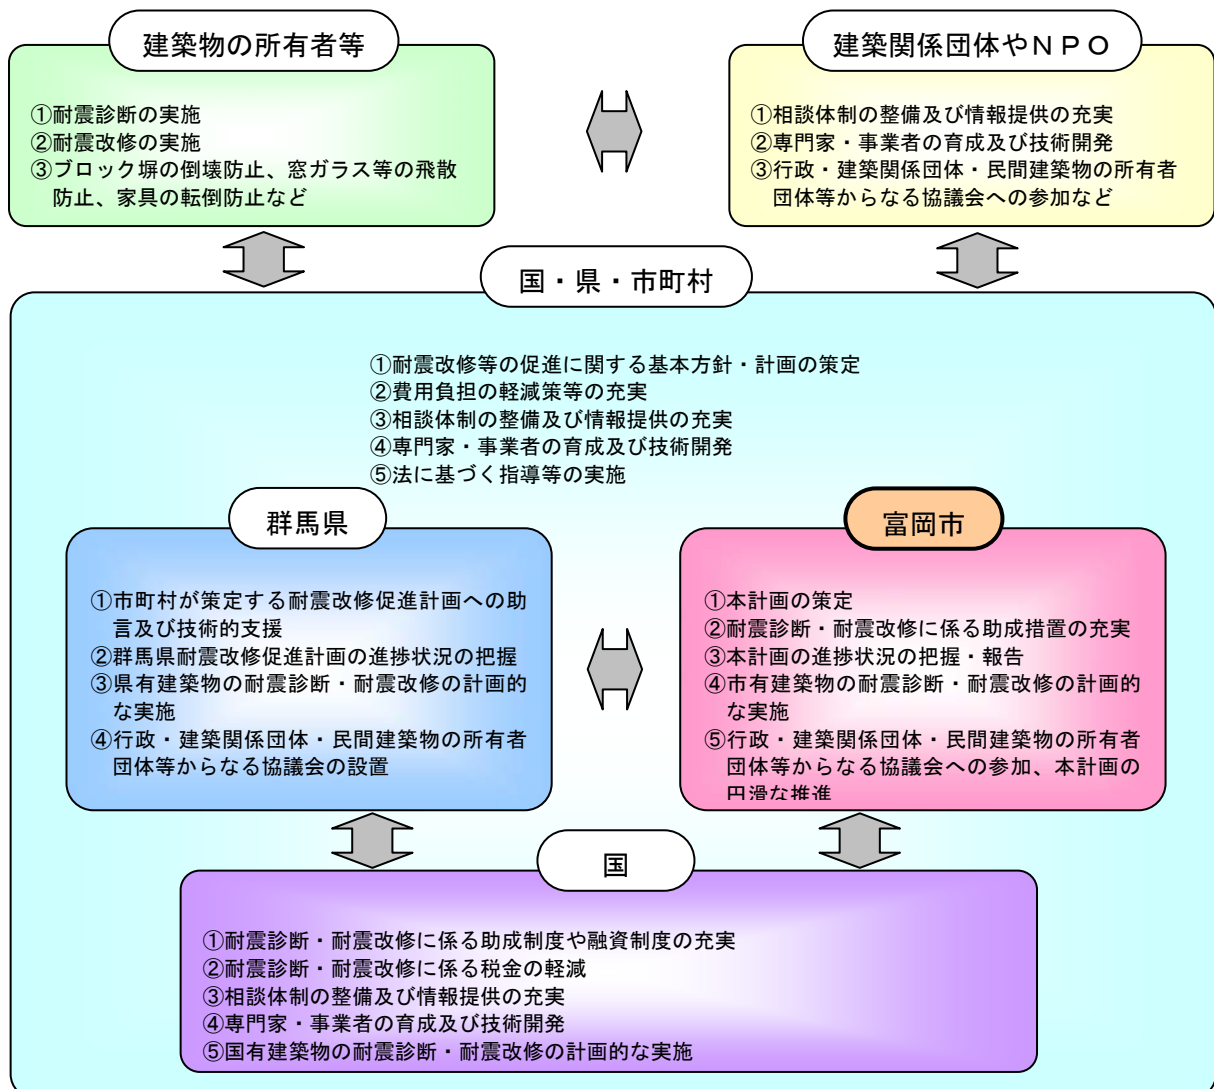 建築物の所有者等
①耐震診断の実施
②耐震改修の実施
③ブロック塀の倒壊防止、窓ガラス等の飛散
防止、家具の転倒防止など
建築関係団体やＮＰＯ
①相談体制の整備及び情報提供の充実
②専門家・事業者の育成及び技術開発
③行政・建築関係団体・民間建築物の所有者
団体等からなる協議会への参加など
国・県・市町村
①耐震改修等の促進に関する基本方針・計画の策定
②費用負担の軽減策等の充実
③相談体制の整備及び情報提供の充実
④専門家・事業者の育成及び技術開発
⑤法に基づく指導等の実施
群馬県
①市町村が策定する耐震改修促進計画への助
言及び技術的支援
②群馬県耐震改修促進計画の進捗状況の把握
③県有建築物の耐震診断・耐震改修の計画的
な実施
④行政・建築関係団体・民間建築物の所有者
団体等からなる協議会の設置
富岡市
①本計画の策定
②耐震診断・耐震改修に係る助成措置の充実
③本計画の進捗状況の把握・報告
④市有建築物の耐震診断・耐震改修の計画的
な実施
⑤行政・建築関係団体・民間建築物の所有者
団体等からなる協議会への参加、本計画の
円滑な推進
国
①耐震診断・耐震改修に係る助成制度や融資制度の充実
②耐震診断・耐震改修に係る税金の軽減
③相談体制の整備及び情報提供の充実
④専門家・事業者の育成及び技術開発
⑤国有建築物の耐震診断・耐震改修の計画的な実施